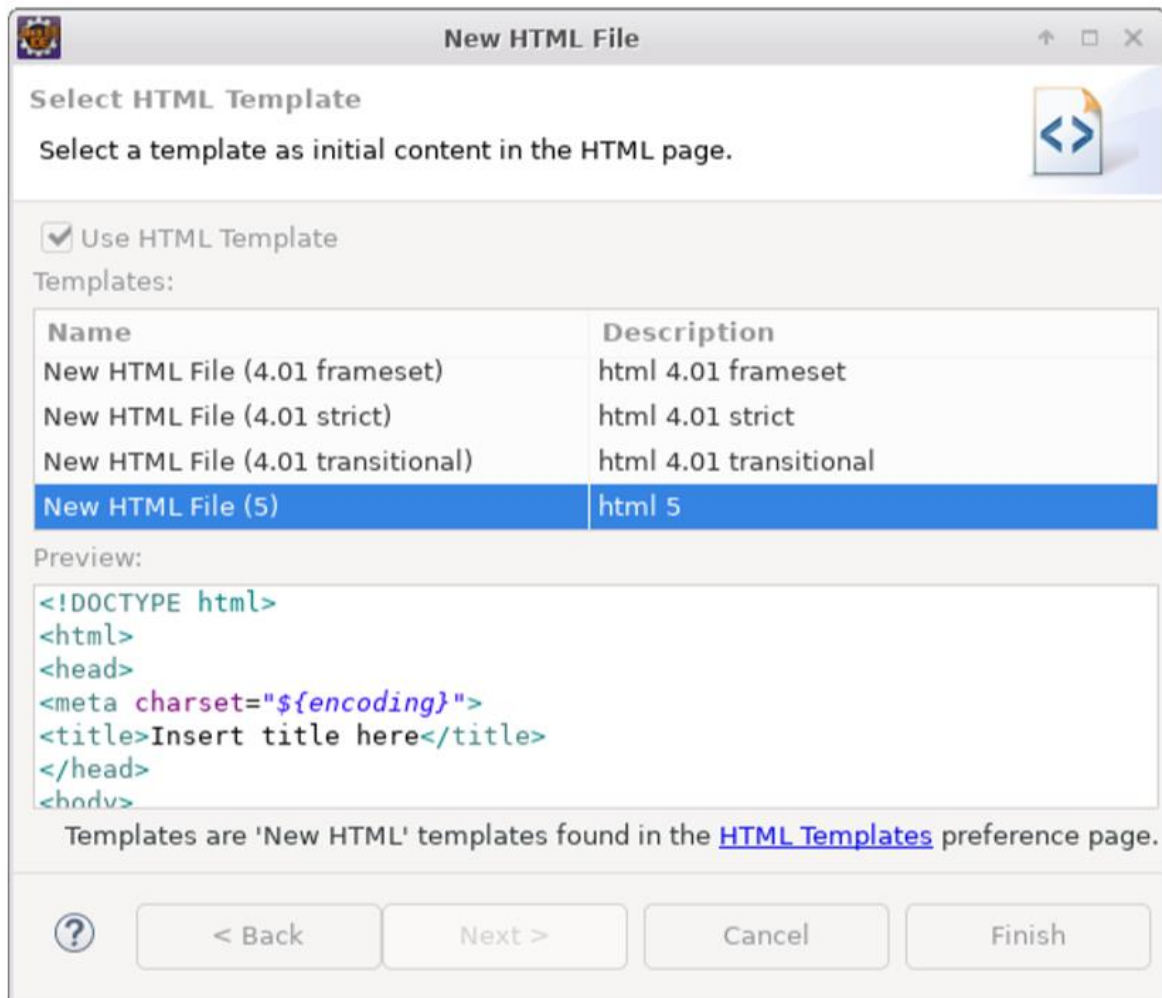 New HTML File
Select HTML Template
Select a template as initial content in the HTML page.
Use HTML Template
Templates:
Name Description
New HTML File (4.01 frameset) html 4.01 frameset
New HTML File (4.01 strict) html 4.01 strict
New HTML File (4.01 transitional) html 4.01 transitional
New HTML File (5) html 5
Preview:
<!DOCTYPE html>
<html>
<head>
<meta charset="${encoding}">
<title>Insert title here</title>
</head>
<body>
Templates are 'New HTML' templates found in the HTML Templates preference page.
? < Back Next > Cancel Finish